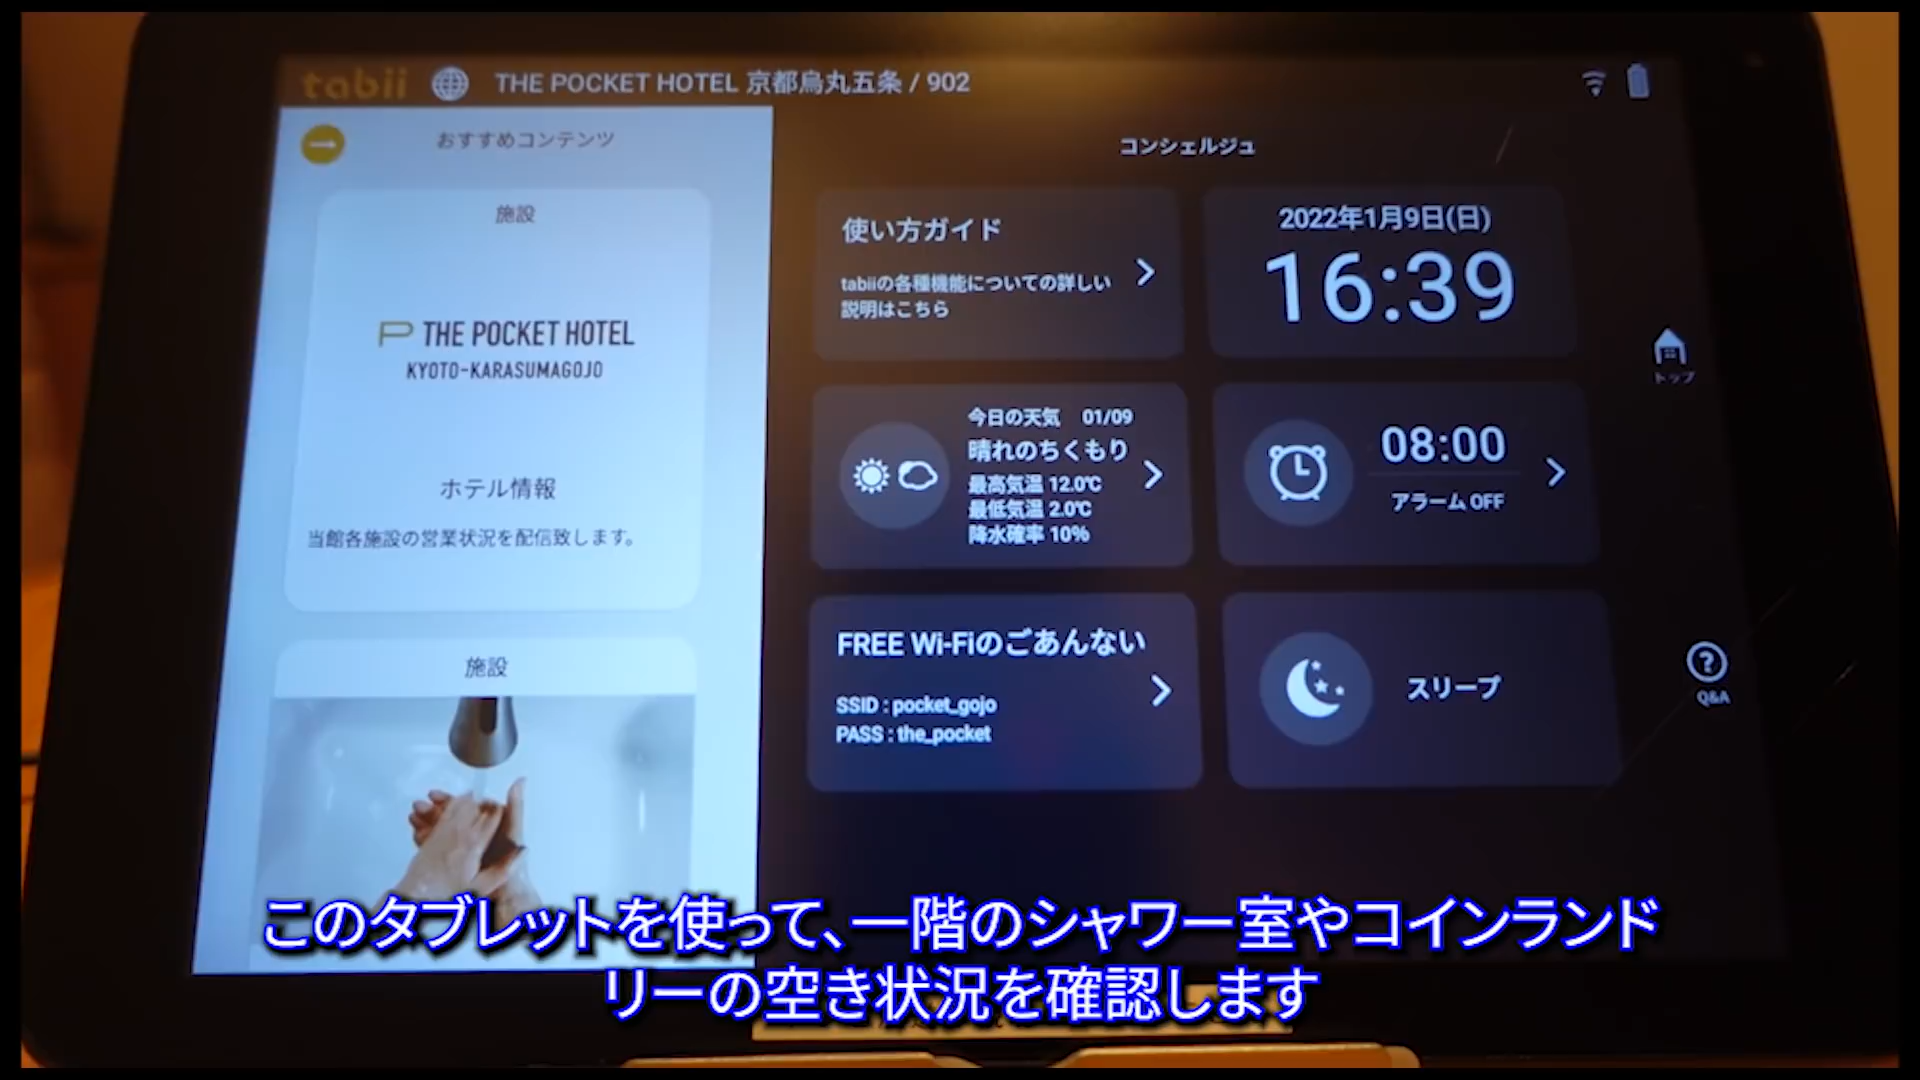 tabii
THE POCKET HOTEL 京都烏丸五条 / 902
おすすめコンテンツ
施設
THE POCKET HOTEL
KYOTO-KARASUMAGOJO
ホテル情報
当館各施設の営業状況を配信致します。
施設
コンシェルジュ
使い方ガイド
tabiiの各種機能についての詳しい
説明はこちら
2022年1月9日(日)
16:39
今日の天気 01/09
晴れのちくもり
最高気温 12.0℃
最低気温 2.0℃
降水確率 10%
08:00
アラーム OFF
FREE Wi-Fiのごあんない
SSID : pocket_gojo
PASS : the_pocket
スリープ
トップ
?
Q&A
このタブレットを使って、一階のシャワー室やコインランド
リーの空き状況を確認します